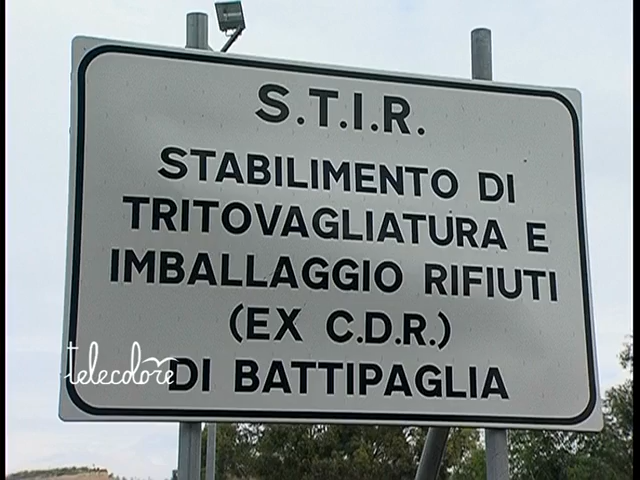 S.T.I.R.
STABILIMENTO DI
TRITOVAGLIATURA E
IMBALLAGGIO RIFIUTI
(EX C.D.R.)
DI BATTIPAGLIA
telecolore